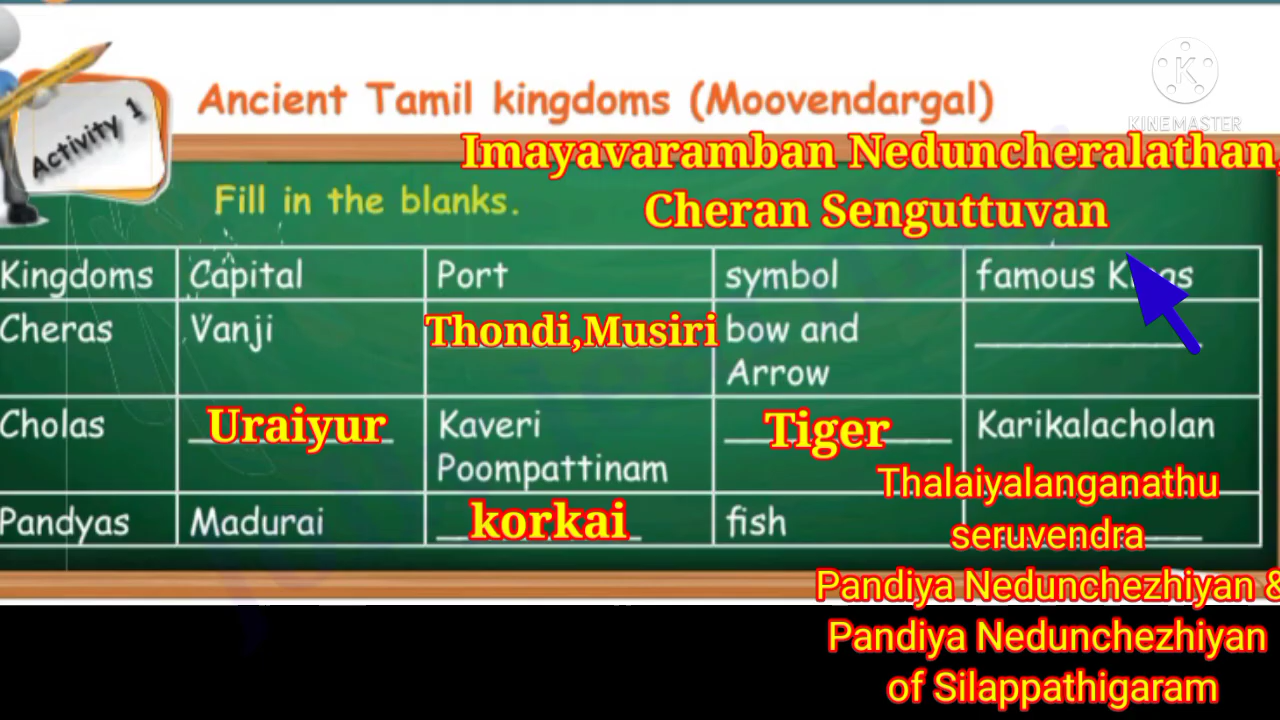 Activity 1
Ancient Tamil kingdoms (Moovendargal)
KINEMASTER
Imayavaramban Neduncheralathan,
Fill in the blanks.
Cheran Senguttuvan
Kingdoms Capital Port symbol famous Kings
Cheras Vanji Thondi,Musiri bow and
Arrow
Cholas Uraiyur Kaveri Tiger Karikalacholan
Poompattinam
Thalaiyalanganathu
Pandyas Madurai korkai fish seruvendra
Pandiya Nedunchezhiyan &
Pandiya Nedunchezhiyan
of Silappathigaram